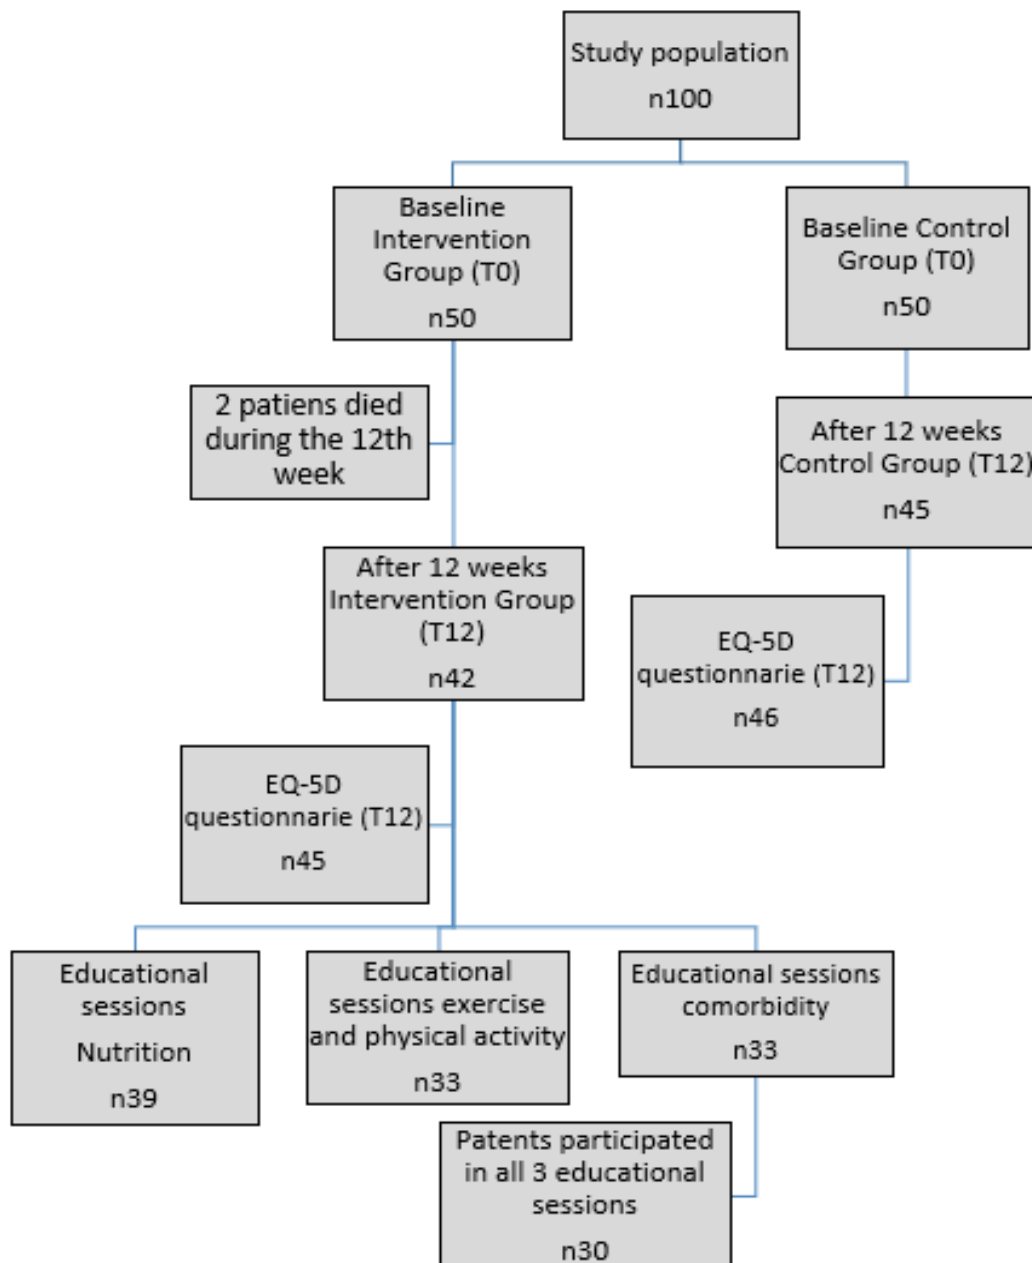 Study population
n100
Baseline
Intervention
Group (T0)
n50
Baseline Control
Group (T0)
n50
2 patiens died
during the 12th
week
After 12 weeks
Control Group (T12)
n45
After 12 weeks
Intervention Group
(T12)
n42
EQ-5D
questionnarie (T12)
n46
EQ-5D
questionnarie (T12)
n45
Educational
sessions
Nutrition
n39
Educational
sessions exercise
and physical activity
n33
Educational sessions
comorbidity
n33
Patents participated
in all 3 educational
sessions
n30